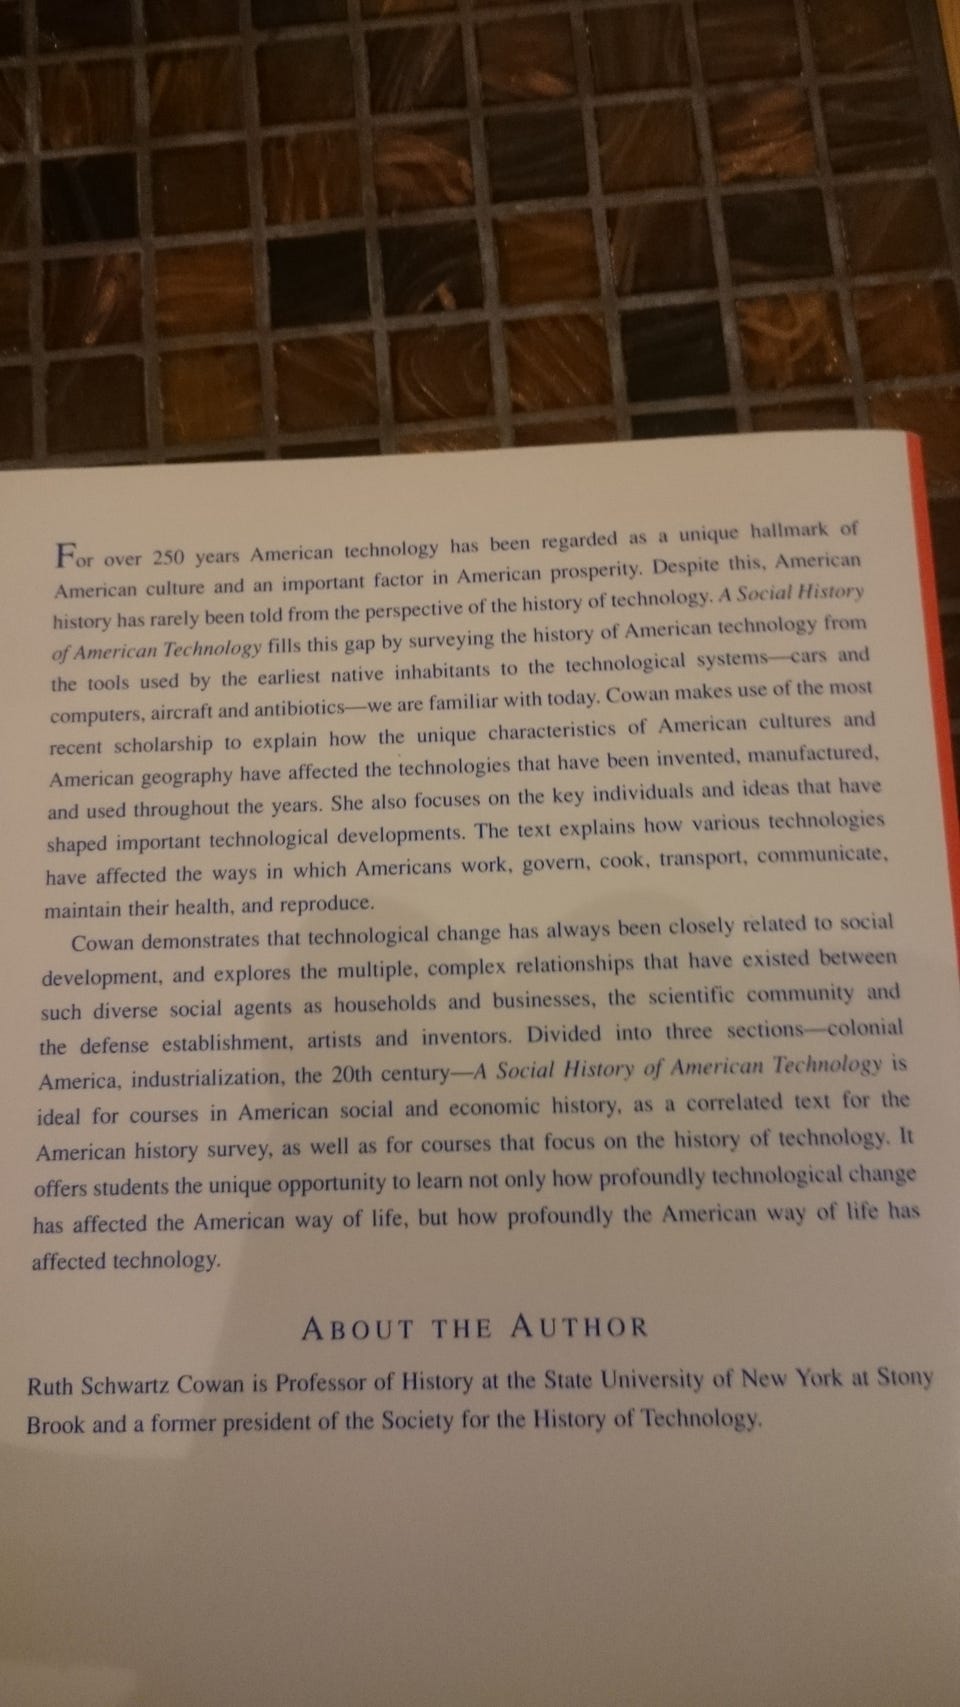 For over 250 years American technology has been regarded as a unique hallmark of
American culture and an important factor in American prosperity. Despite this, American
history has rarely been told from the perspective of the history of technology. A Social History
of American Technology fills this gap by surveying the history of American technology from
the tools used by the earliest native inhabitants to the technological systems—cars and
computers, aircraft and antibiotics—we are familiar with today. Cowan makes use of the most
recent scholarship to explain how the unique characteristics of American cultures and
American geography have affected the technologies that have been invented, manufactured,
and used throughout the years. She also focuses on the key individuals and ideas that have
shaped important technological developments. The text explains how various technologies
have affected the ways in which Americans work, govern, cook, transport, communicate,
maintain their health, and reproduce.
Cowan demonstrates that technological change has always been closely related to social
development, and explores the multiple, complex relationships that have existed between
such diverse social agents as households and businesses, the scientific community and
the defense establishment, artists and inventors. Divided into three sections—colonial
America, industrialization, the 20th century—A Social History of American Technology is
ideal for courses in American social and economic history, as a correlated text for the
American history survey, as well as for courses that focus on the history of technology. It
offers students the unique opportunity to learn not only how profoundly technological change
has affected the American way of life, but how profoundly the American way of life has
affected technology.
ABOUT THE AUTHOR
Ruth Schwartz Cowan is Professor of History at the State University of New York at Stony
Brook and a former president of the Society for the History of Technology.